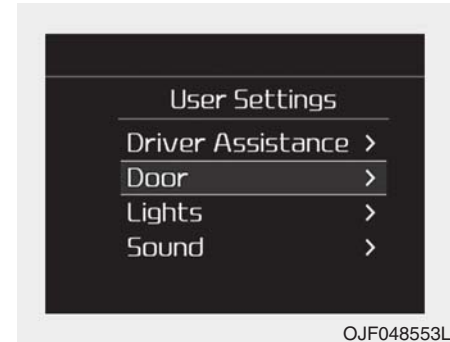 User Settings
Driver Assistance >
Door >
Lights >
Sound >
OJF048553L